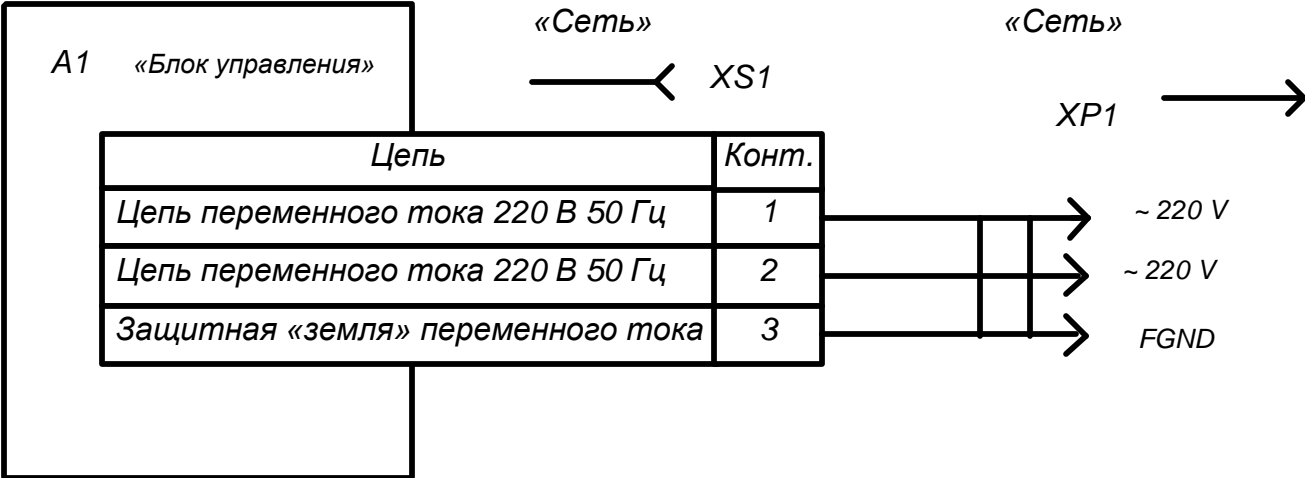 «Сеть» «Сеть»
А1 «Блок управления» XS1
XP1
Цепь Конт.
Цепь переменного тока 220 В 50 Гц 1 ~ 220 V
Цепь переменного тока 220 В 50 Гц 2 ~ 220 V
Защитная «земля» переменного тока 3 FGND